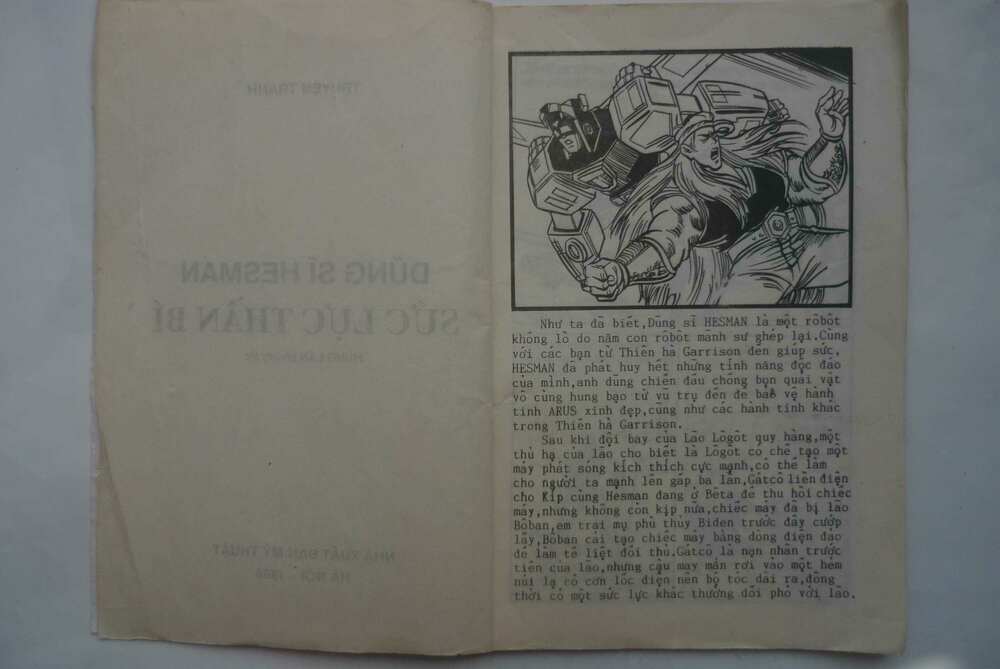 TRUYỆN TRANH
DŨNG SĨ HESMAN
SỨC LỰC THẦN BÍ
NHÀ XUẤT BẢN MỸ THUẬT
HÀ NỘI -
Như ta đã biết,Dũng sĩ HESMAN là một rôbôt
khổng lồ do năm con rôbôt mãnh sư ghép lại.Cùng
với các bạn từ Thiên hà Garrison đến giúp sức,
HESMAN đã phát huy hết những tính năng độc đáo
của mình,anh dũng chiến đấu chống bọn quái vật
vô cùng hung bạo từ vũ trụ đến để bảo vệ hành
tinh ARUS xinh đẹp,cũng như các hành tinh khác
trong Thiên hà Garrison.
Sau khi đội bay của Lão Lôgôt quy hàng,một
thủ hạ của lão cho biết là Lôgôt có chế tạo một
máy phát sóng kích thích cực mạnh,có thể làm
cho người ta mạnh lên gấp ba lần,Gátcô liền điện
cho Kíp cùng Hesman đang ở Bêta để thu hồi chiếc
máy,nhưng không còn kịp nữa,chiếc máy đã bị lão
Bôban,em trai mụ phù thủy Biden trước đây cướp
lấy,Bôban cải tạo chiếc máy bằng dòng điện đạo
để làm tê liệt đối thủ.Gátcô là nạn nhân trước
tiên của lão,nhưng cậu may mắn rơi vào một hẻm
núi lạ có cơn lốc điện nên bộ tóc dài ra,đồng
thời có một sức lực khác thường đối phó với lão.